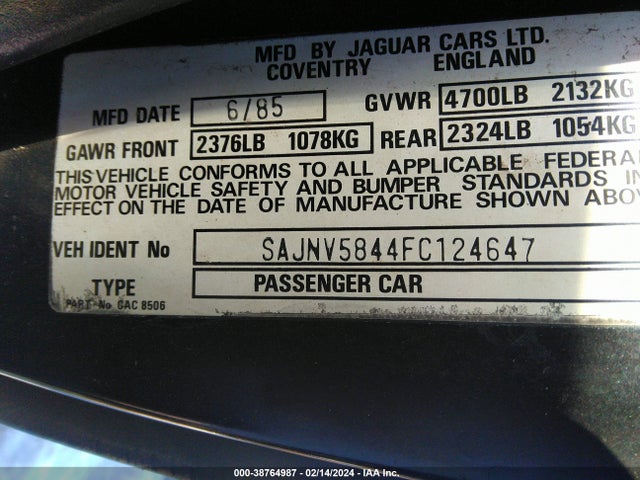 MFD BY JAGUAR CARS LTD.
COVENTRY ENGLAND
MFD DATE 6/85 GVWR 4700LB 2132KG
GAWR FRONT 2376LB 1078KG REAR 2324LB 1054KG
THIS VEHICLE CONFORMS TO ALL APPLICABLE FEDERA
MOTOR VEHICLE SAFETY AND BUMPER STANDARDS IN
EFFECT ON THE DATE OF MANUFACTURE SHOWN ABOV
VEH IDENT No SAJNV5844FC124647
TYPE PASSENGER CAR
PART No CAC 8506
000-38764987 - 02/14/2024 - IAA Inc.